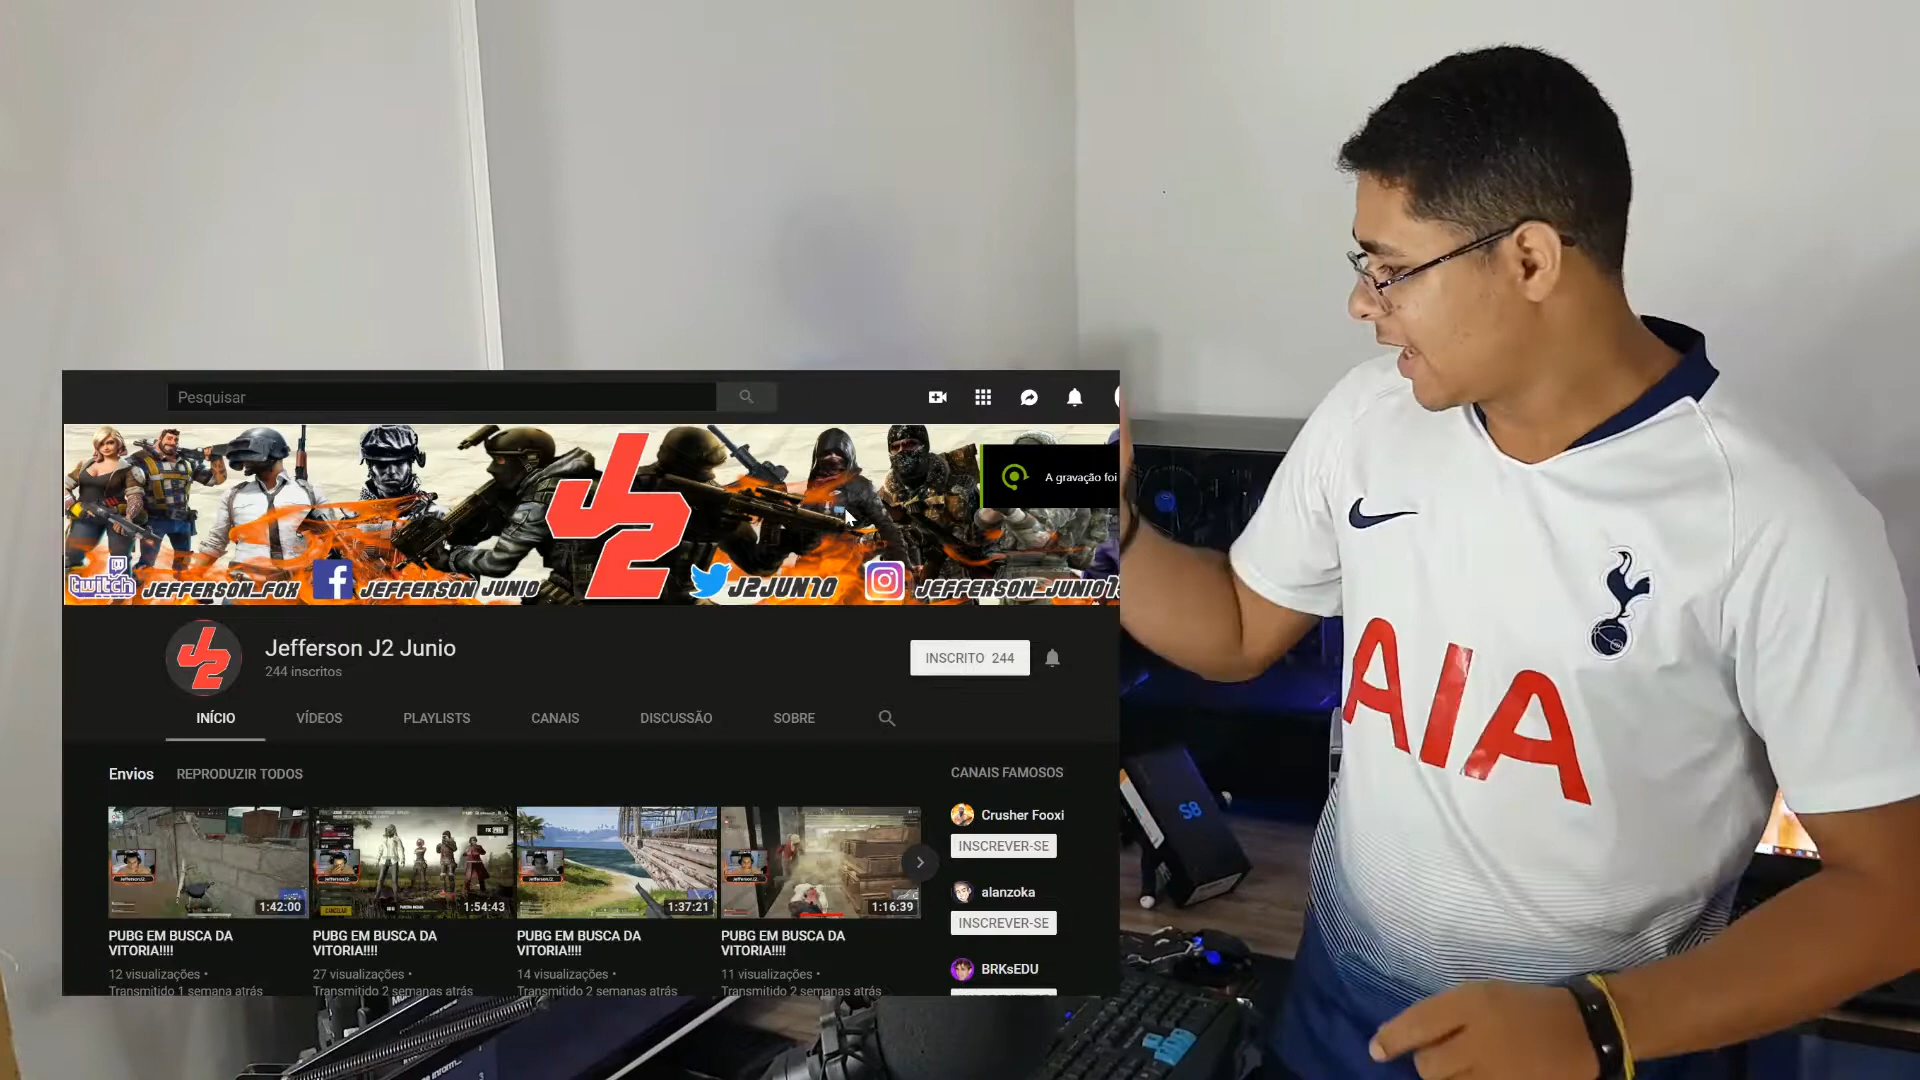 Pesquisar
A gravação foi
twitch JEFFERSON_FOX JEFFERSON JUNIO J2 J2JUN10 JEFFERSON_JUNIO1
Jefferson J2 Junio
244 inscritos
INSCRITO 244
INÍCIO VÍDEOS PLAYLISTS CANAIS DISCUSSÃO SOBRE
Envios REPRODUZIR TODOS
1:42:00 1:54:43 1:37:21 1:16:39
PUBG EM BUSCA DA
VITORIA!!!!
12 visualizações •
Transmitido 1 semana atrás
PUBG EM BUSCA DA
VITORIA!!!!
27 visualizações •
Transmitido 2 semanas atrás
PUBG EM BUSCA DA
VITORIA!!!!
14 visualizações •
Transmitido 2 semanas atrás
PUBG EM BUSCA DA
VITORIA!!!!
11 visualizações •
Transmitido 2 semanas atrás
CANAIS FAMOSOS
Crusher Fooxi
INSCREVER-SE
alanzoka
INSCREVER-SE
BRKsEDU
AIA
S8